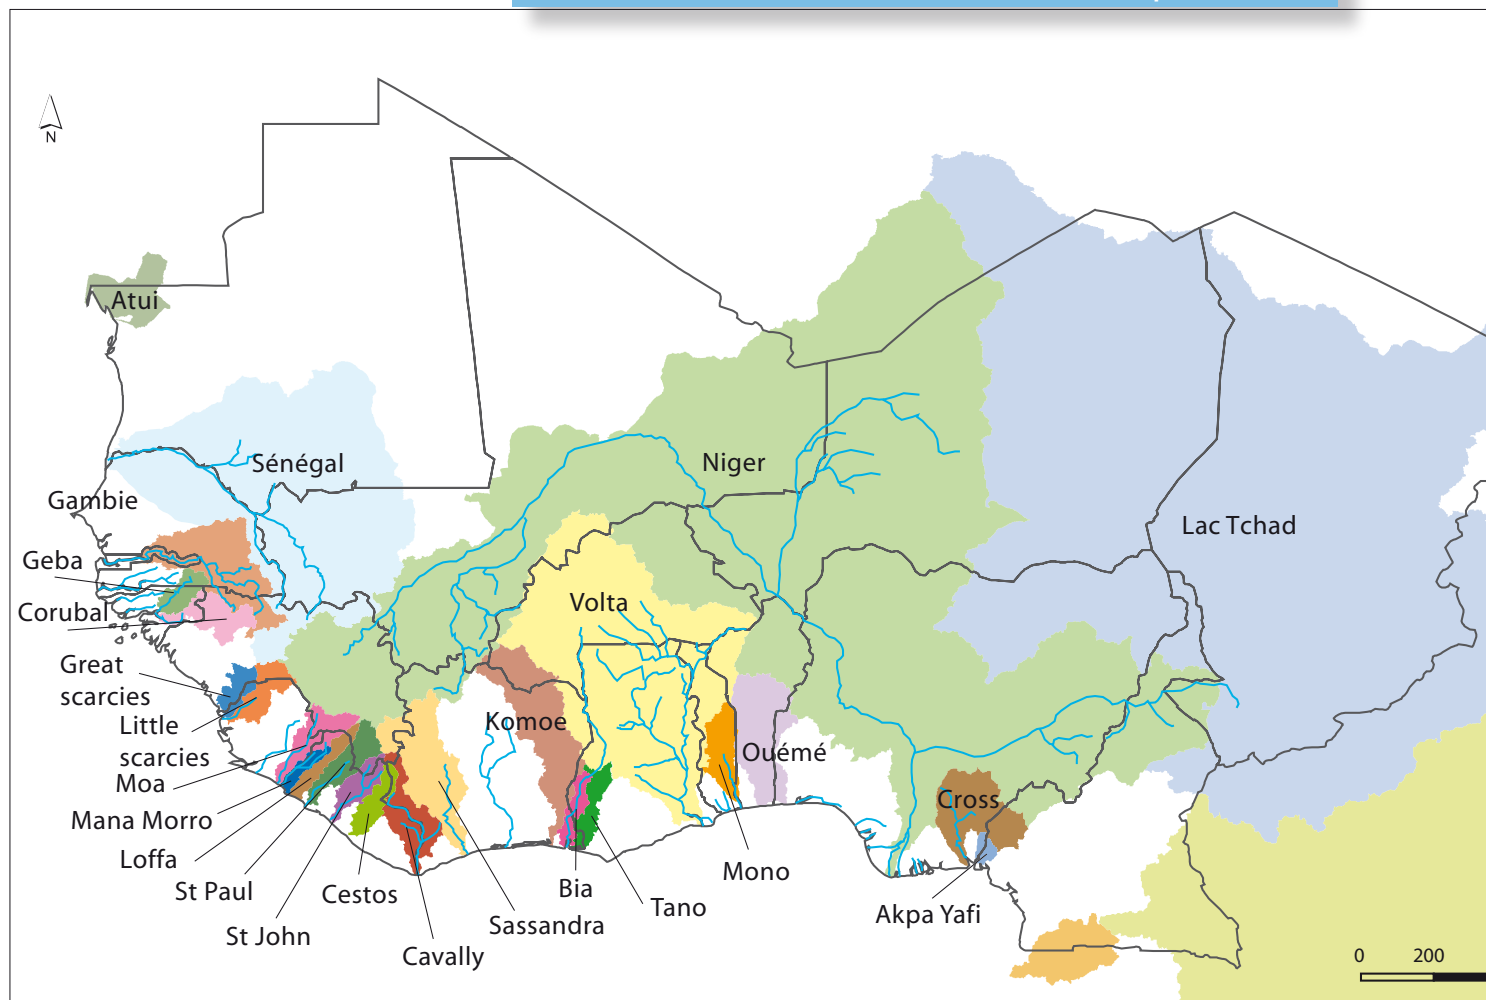 N
Atui
Sénégal
Niger
Gambie
Lac Tchad
Geba
Corubal
Volta
Great
scarcies
Little
scarcies
Komoe
Ouémé
Moa
Mana Morro
Cross
Loffa
St Paul
Cestos
Bia
Mono
Tano
Akpa Yafi
Sassandra
St John
Cavally
0 200